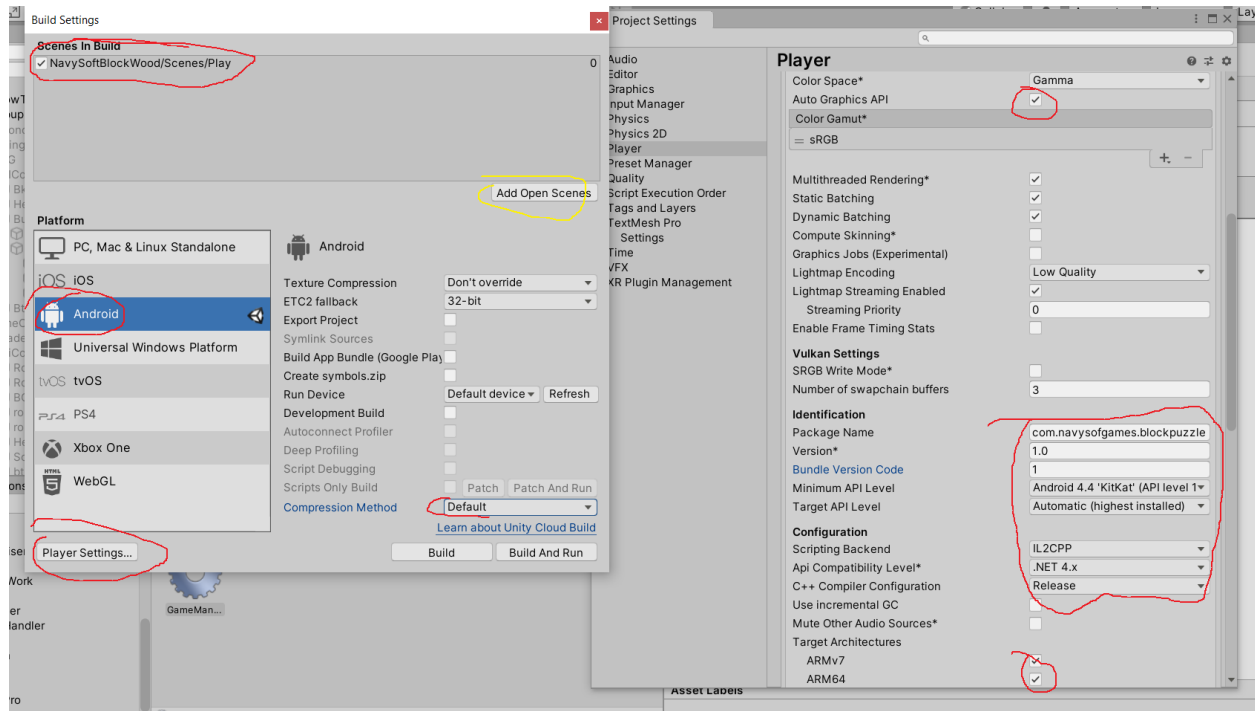 Build Settings
Scenes In Build
NavySoftBlockWood/Scenes/Play 0
Add Open Scenes
Platform
PC, Mac & Linux Standalone
iOS iOS
Android
Universal Windows Platform
tvOS tvOS
PS4
Xbox One
HTML 5 WebGL
Android
Texture Compression Don't override
ETC2 fallback 32-bit
Export Project
Symlink Sources
Build App Bundle (Google Play
Create symbols.zip
Run Device Default device Refresh
Development Build
Autoconnect Profiler
Deep Profiling
Script Debugging
Scripts Only Build Patch Patch And Run
Compression Method Default
Learn about Unity Cloud Build
Player Settings... Build Build And Run
GameMan...
Project Settings
Audio
Editor
Graphics
Input Manager
Physics
Physics 2D
Player
Preset Manager
Quality
Script Execution Order
Tags and Layers
TextMesh Pro
Settings
Time
VFX
XR Plugin Management
Player
Color Space* Gamma
Auto Graphics API
Color Gamut*
sRGB
Multithreaded Rendering*
Static Batching
Dynamic Batching
Compute Skinning*
Graphics Jobs (Experimental)
Lightmap Encoding Low Quality
Lightmap Streaming Enabled
Streaming Priority 0
Enable Frame Timing Stats
Vulkan Settings
SRGB Write Mode*
Number of swapchain buffers 3
Identification
Package Name com.navysofgames.blockpuzzle
Version* 1.0
Bundle Version Code 1
Minimum API Level Android 4.4 'KitKat' (API level 1
Target API Level Automatic (highest installed)
Configuration
Scripting Backend IL2CPP
Api Compatibility Level* .NET 4.x
C++ Compiler Configuration Release
Use incremental GC
Mute Other Audio Sources*
Target Architectures
ARMv7
ARM64
Asset Labels